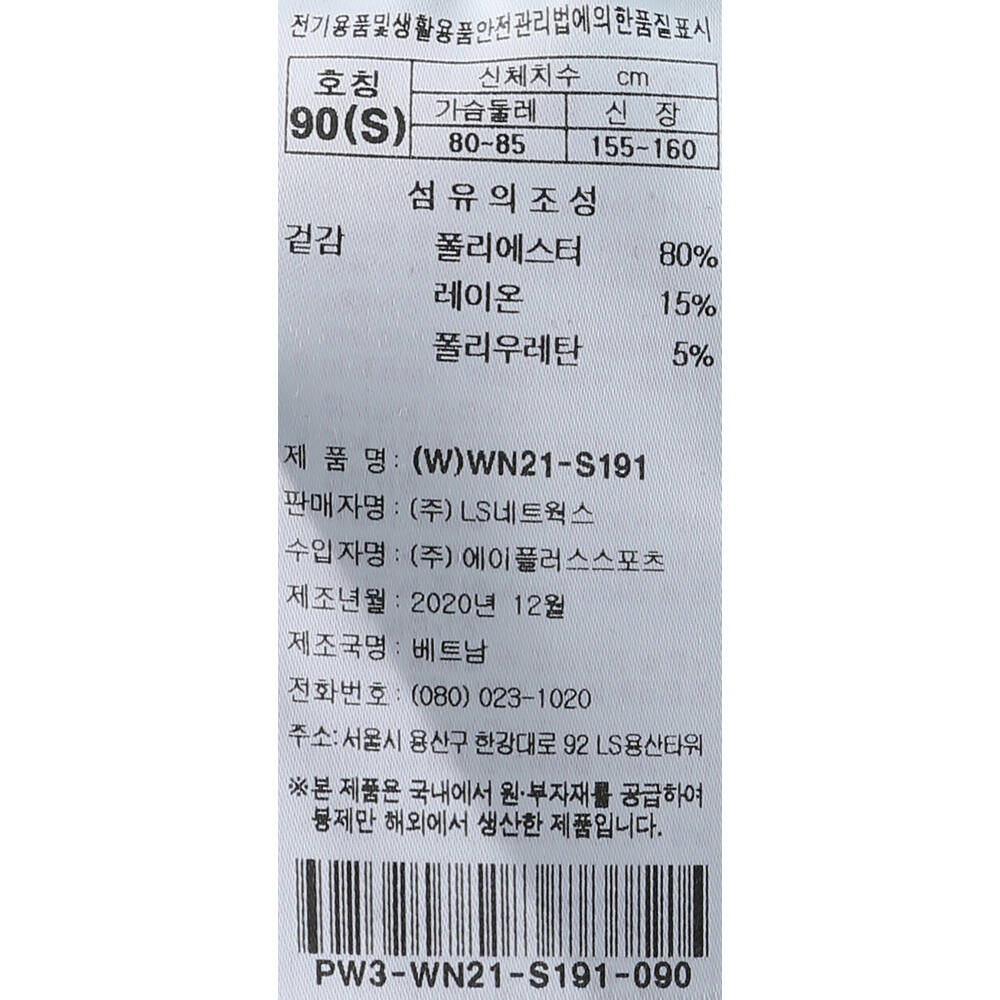 전기용품및생활용품안전관리법에의한품질표시
호칭 신체치수 cm
90(S) 가슴둘레 신 장
80~85 155~160
섬유의조성
겉감 폴리에스터 80%
레이온 15%
폴리우레탄 5%
제 품 명: (W)WN21-S191
판매자명: (주) LS네트웍스
수입자명: (주) 에이플러스스포츠
제조년월: 2020년 12월
제조국명: 베트남
전화번호: (080) 023-1020
주소: 서울시 용산구 한강대로 92 LS용산타워
※본 제품은 국내에서 원·부자재를 공급하여
봉제만 해외에서 생산한 제품입니다.
PW3-WN21-S191-090